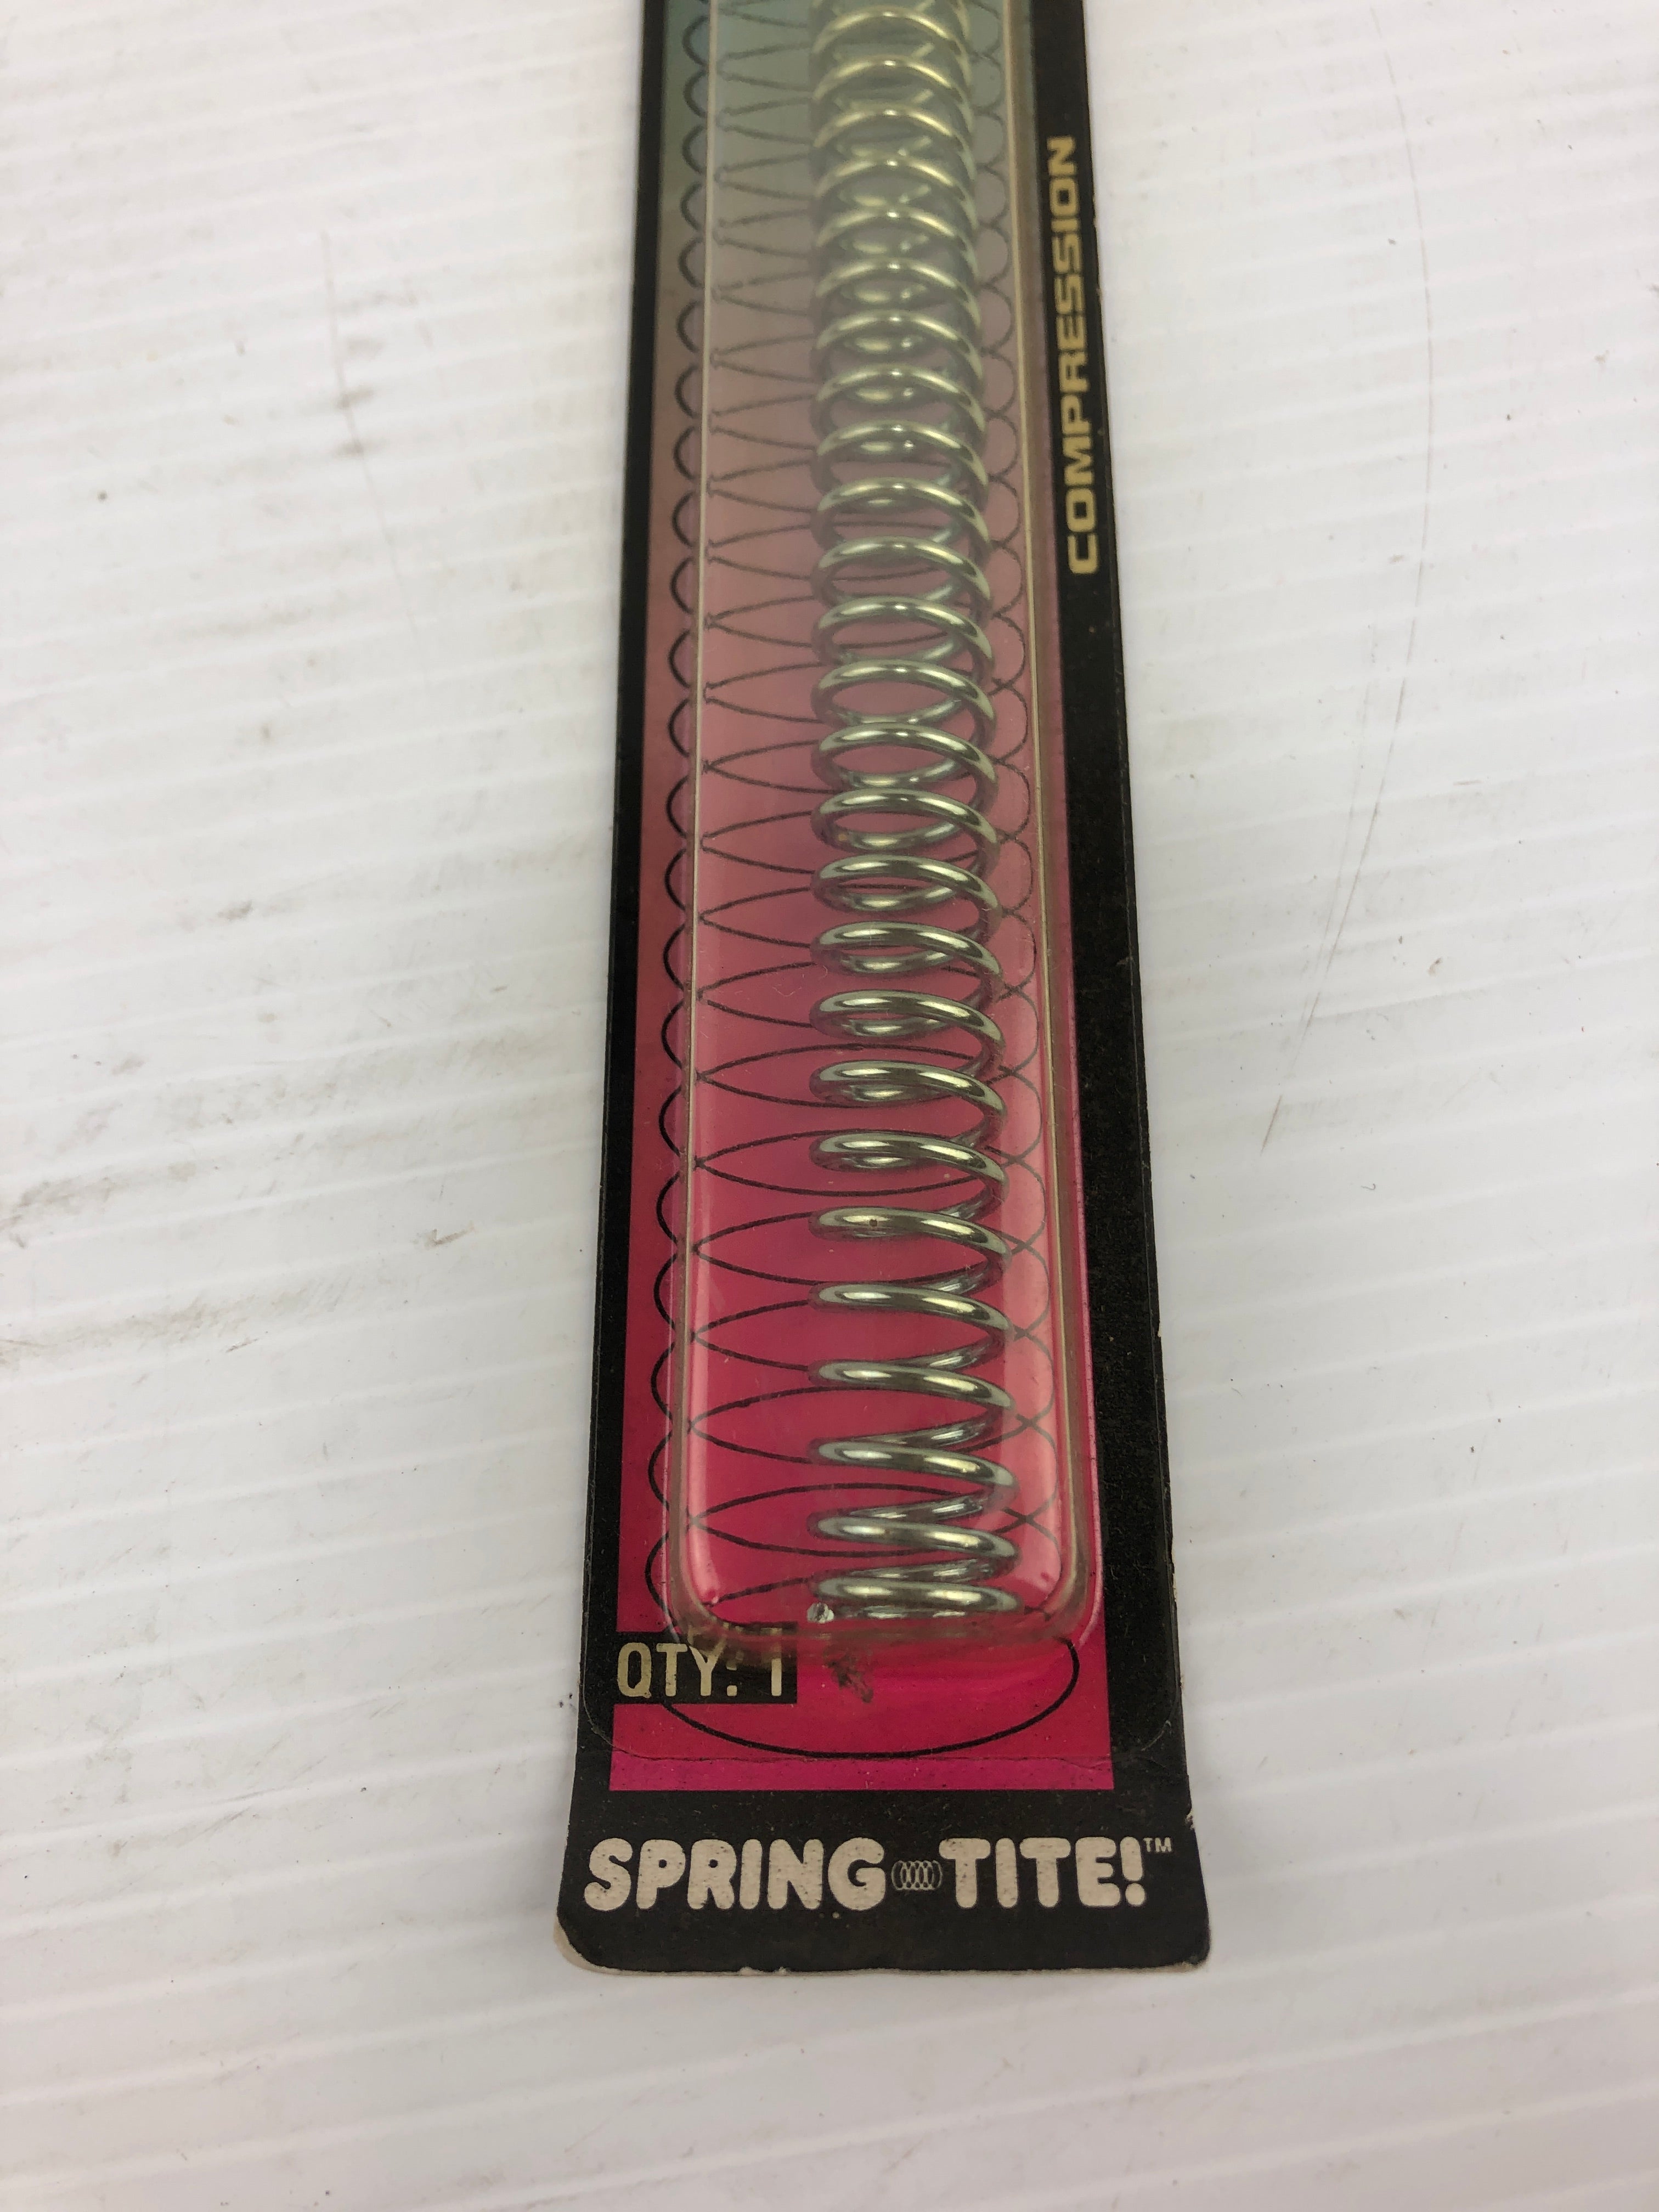 COMPRESSION
QTY: 1
SPRING TITE!™